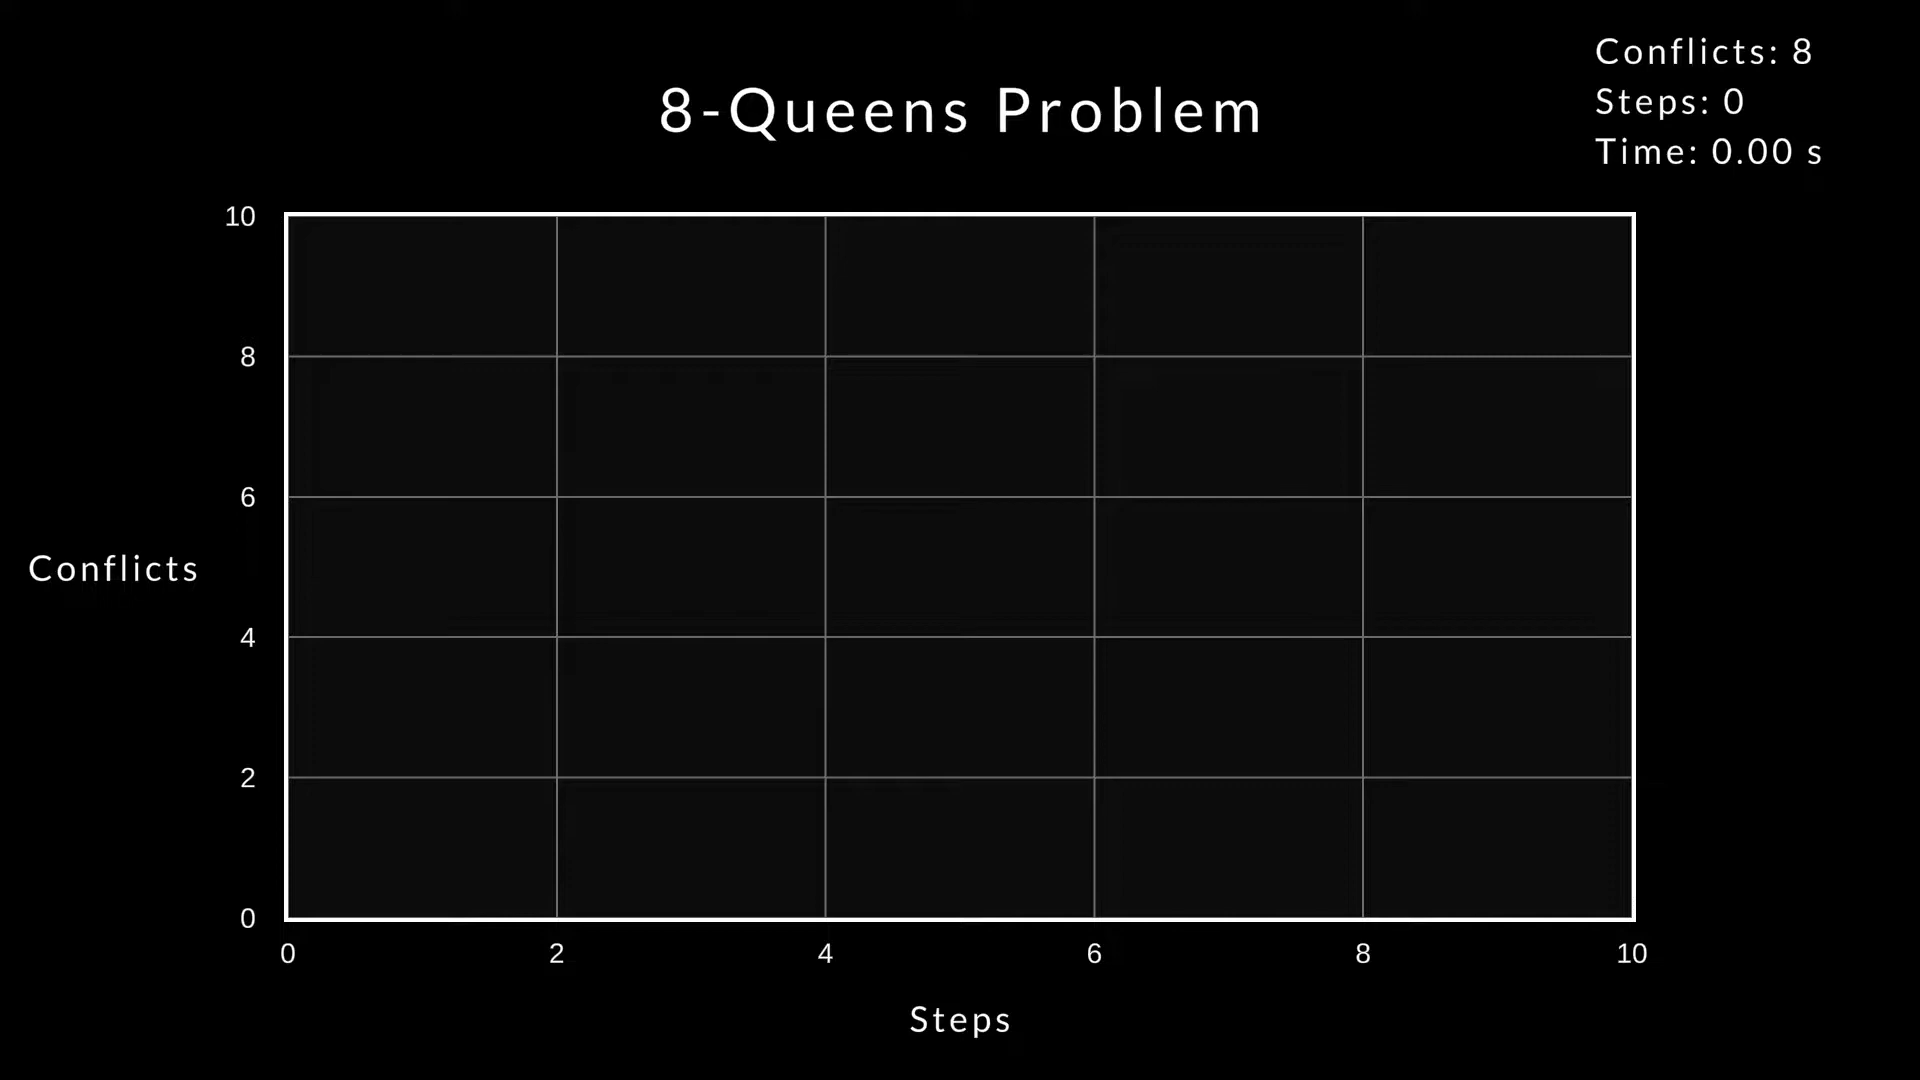 Conflicts: 8
Steps: 0
Time: 0.00 s
8-Queens Problem
10
8
6
4
2
0
Conflicts
0 2 4 6 8 10
Steps